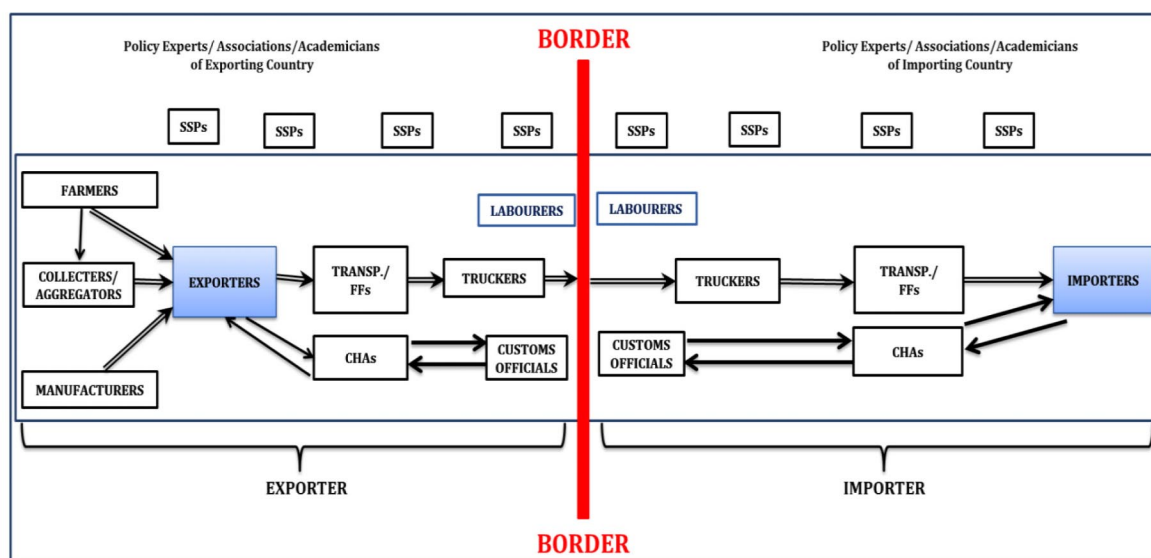 BORDER
Policy Experts/ Associations/Academicians
of Exporting Country
Policy Experts/ Associations/Academicians
of Importing Country
SSPs
SSPs
SSPs
SSPs
SSPs
SSPs
SSPs
SSPs
FARMERS
LABOURERS
LABOURERS
COLLECTERS/
AGGREGATORS
EXPORTERS
TRANSP./
FFs
TRUCKERS
TRUCKERS
TRANSP./
FFs
IMPORTERS
MANUFACTURERS
CHAs
CUSTOMS
OFFICIALS
CUSTOMS
OFFICIALS
CHAs
EXPORTER
IMPORTER
BORDER